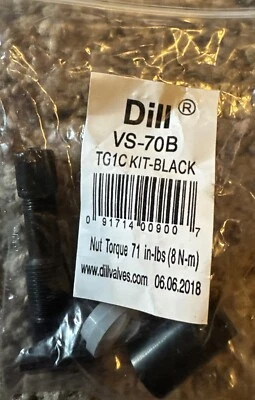 Dill®
VS-70B
TG1C KIT-BLACK
0 91714 00900 7
Nut Torque 71 in-lbs (8 N-m)
www.dillvalves.com 06.06.2018